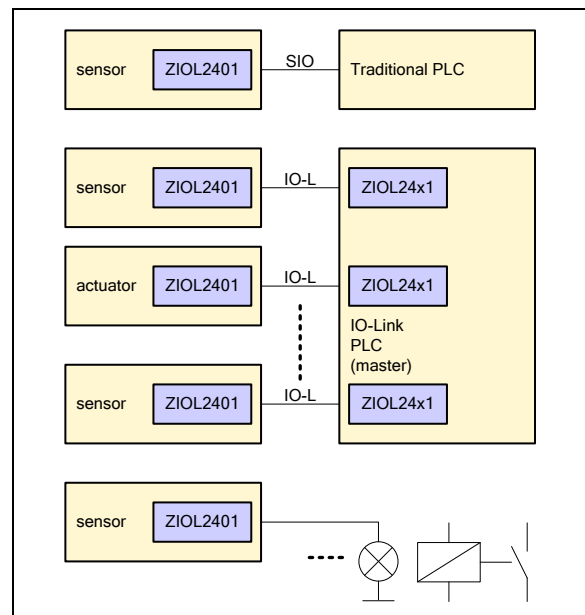 SIO
sensor ZIOL2401 Traditional PLC
IO-L
sensor ZIOL2401 ZIOL24x1
IO-L
actuator ZIOL2401 ZIOL24x1
IO-Link
PLC
(master)
IO-L
sensor ZIOL2401 ZIOL24x1
sensor ZIOL2401